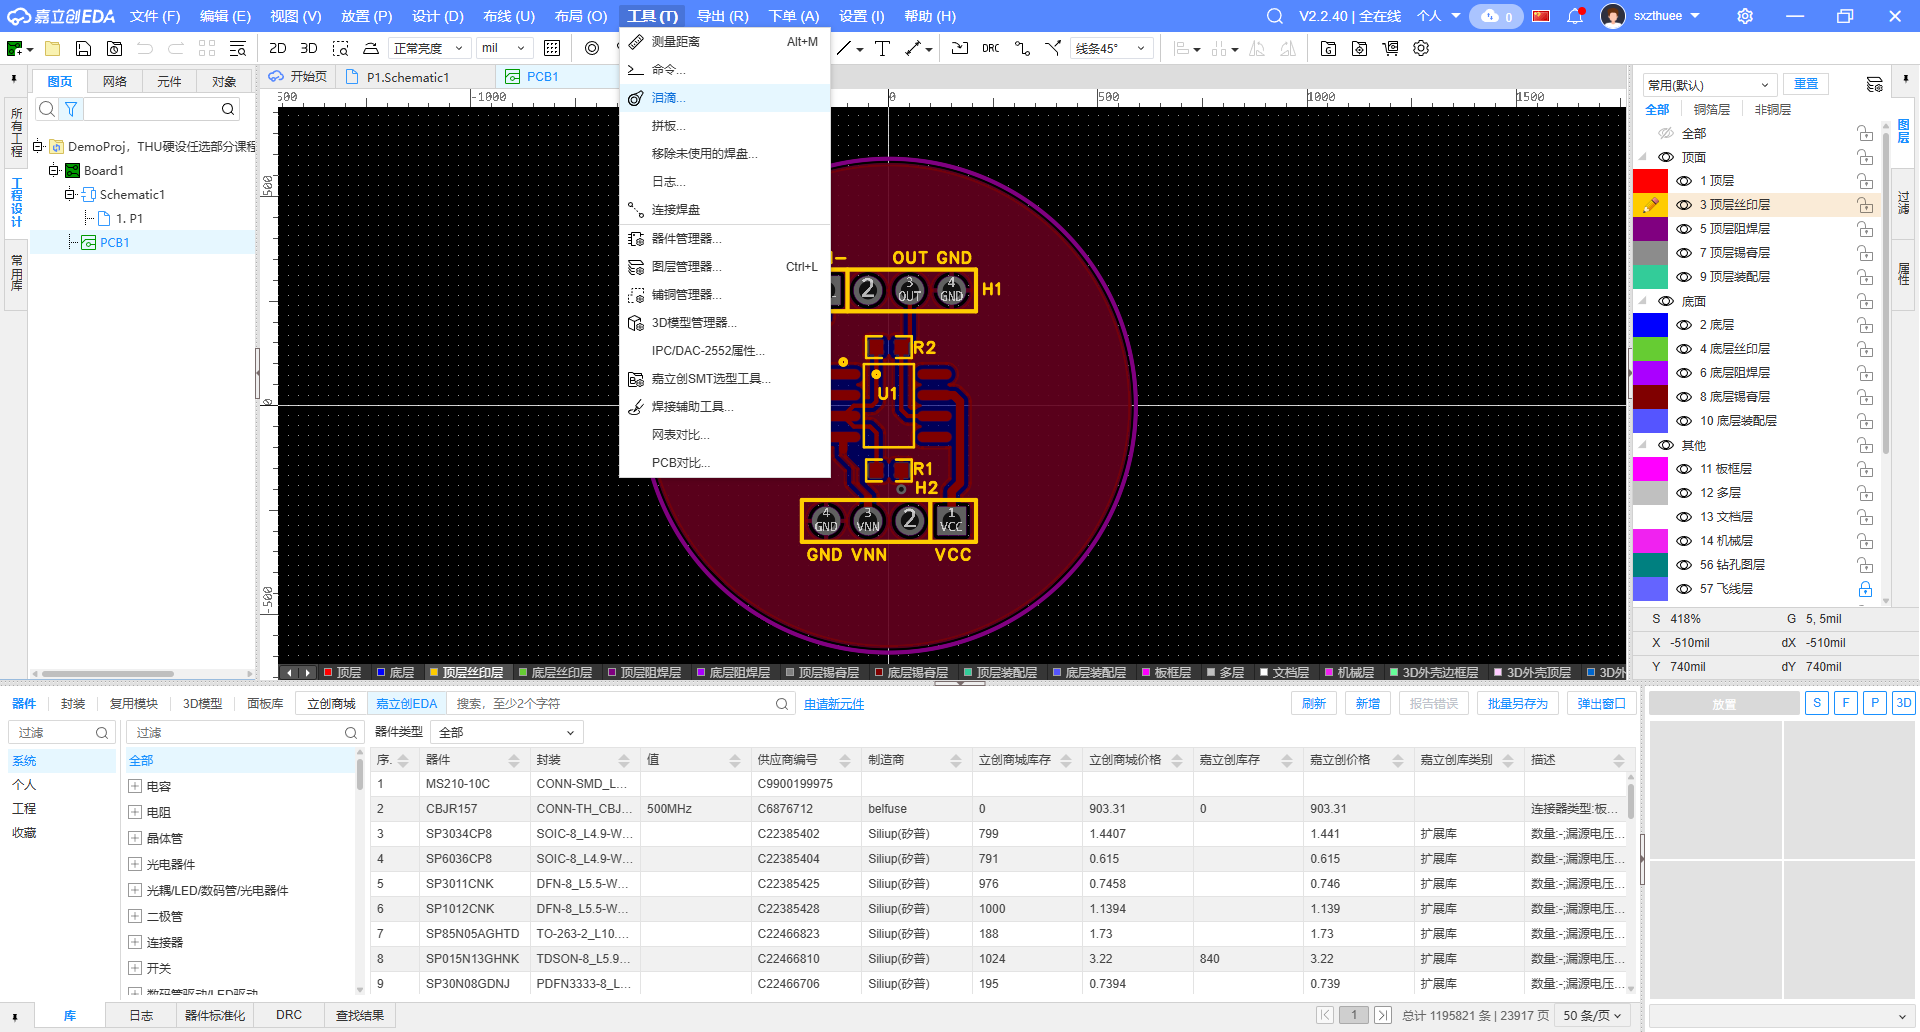 嘉立创EDA 文件 (F) 编辑 (E) 视图 (V) 放置 (P) 设计 (D) 布线 (U) 布局 (O) 工具 (T) 导出 (R) 下单 (A) 设置 (I) 帮助 (H) V2.2.40 | 全在线 个人 0 sxzthuee
2D 3D 正常亮度 mil DRC 线条45°
图页 网络 元件 对象 开始页 P1.Schematic1 PCB1
所有工程
工程设计
常用库
DemoProj，THU硬设任选部分课程
Board1
Schematic1
1. P1
PCB1
测量距离 Alt+M
命令...
泪滴...
拼板...
移除未使用的焊盘...
日志...
连接焊盘
器件管理器...
图层管理器... Ctrl+L
铺铜管理器...
3D模型管理器...
IPC/DAC-2552属性...
嘉立创SMT选型工具...
焊接辅助工具...
网表对比...
PCB对比...
-1000 0 500 1000 1500
500
0
-500
OUT GND
2 3 OUT 4 GND H1
R2
U1
R1
H2
4 GND 3 VNN 2 1 VCC
GND VNN VCC
常用(默认) 重置
全部 铜箔层 非铜层
全部
顶面
1 顶层
3 顶层丝印层
5 顶层阻焊层
7 顶层锡膏层
9 顶层装配层
底面
2 底层
4 底层丝印层
6 底层阻焊层
8 底层锡膏层
10 底层装配层
其他
11 板框层
12 多层
13 文档层
14 机械层
56 钻孔图层
57 飞线层
图层
过滤
属性
S 418% G 5, 5mil
X -510mil dX -510mil
Y 740mil dY 740mil
顶层 底层 顶层丝印层 底层丝印层 顶层阻焊层 底层阻焊层 顶层锡膏层 底层锡膏层 顶层装配层 底层装配层 板框层 多层 文档层 机械层 3D外壳边框层 3D外壳顶层 3D外
器件 封装 复用模块 3D模型 面板库 立创商城 嘉立创EDA 搜索，至少2个字符 申请新元件 刷新 新增 报告错误 批量另存为 弹出窗口 放置 S F P 3D
过滤 过滤 器件类型 全部
系统
个人
工程
收藏
全部
电容
电阻
晶体管
光电器件
光耦/LED/数码管/光电器件
二极管
连接器
开关
数码管驱动/LED驱动
序. 器件 封装 值 供应商编号 制造商 立创商城库存 立创商城价格 嘉立创库存 嘉立创价格 嘉立创库类别 描述
1 MS210-10C CONN-SMD_L... C9900199975
2 CBJR157 CONN-TH_CBJ... 500MHz C6876712 belfuse 0 903.31 0 903.31 连接器类型:板...
3 SP3034CP8 SOIC-8_L4.9-W... C22385402 Siliup(矽普) 799 1.4407 1.441 扩展库 数量:-;漏源电压...
4 SP6036CP8 SOIC-8_L4.9-W... C22385404 Siliup(矽普) 791 0.615 0.615 扩展库 数量:-;漏源电压...
5 SP3011CNK DFN-8_L5.5-W... C22385425 Siliup(矽普) 976 0.7458 0.746 扩展库 数量:-;漏源电压...
6 SP1012CNK DFN-8_L5.5-W... C22385428 Siliup(矽普) 1000 1.1394 1.139 扩展库 数量:-;漏源电压...
7 SP85N05AGHTD TO-263-2_L10.... C22466823 Siliup(矽普) 188 1.73 1.73 扩展库 数量:-;漏源电压...
8 SP015N13GHNK TDSON-8_L5.9... C22466810 Siliup(矽普) 1024 3.22 840 3.22 扩展库 数量:-;漏源电压...
9 SP30N08GDNJ PDFN3333-8_L... C22466706 Siliup(矽普) 195 0.7394 0.739 扩展库 数量:-;漏源电压...
库 日志 器件标准化 DRC 查找结果 1 总计 1195821 条 | 23917 页 50 条/页